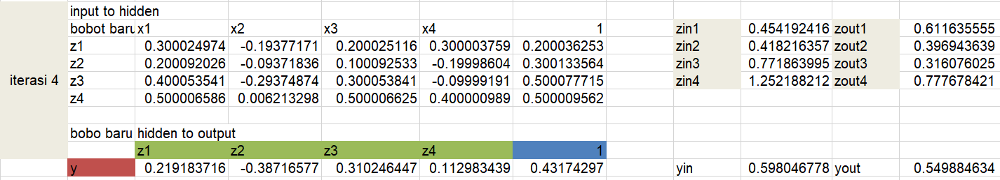 input to hidden
bobot baru x1 x2 x3 x4 1 zin1 0.454192416 zout1 0.611635555
z1 0.300024974 -0.19377171 0.200025116 0.300003759 0.200036253 zin2 0.418216357 zout2 0.396943639
z2 0.200092026 -0.09371836 0.100092533 -0.19998604 0.300133564 zin3 0.771863995 zout3 0.316076025
iterasi 4 z3 0.400053541 -0.29374874 0.300053841 -0.09999191 0.500077715 zin4 1.252188212 zout4 0.777678421
z4 0.500006586 0.006213298 0.500006625 0.400000989 0.500009562
bobo baru hidden to output
z1 z2 z3 z4 1
y 0.219183716 -0.38716577 0.310246447 0.112983439 0.43174297 yin 0.598046778 yout 0.549884634